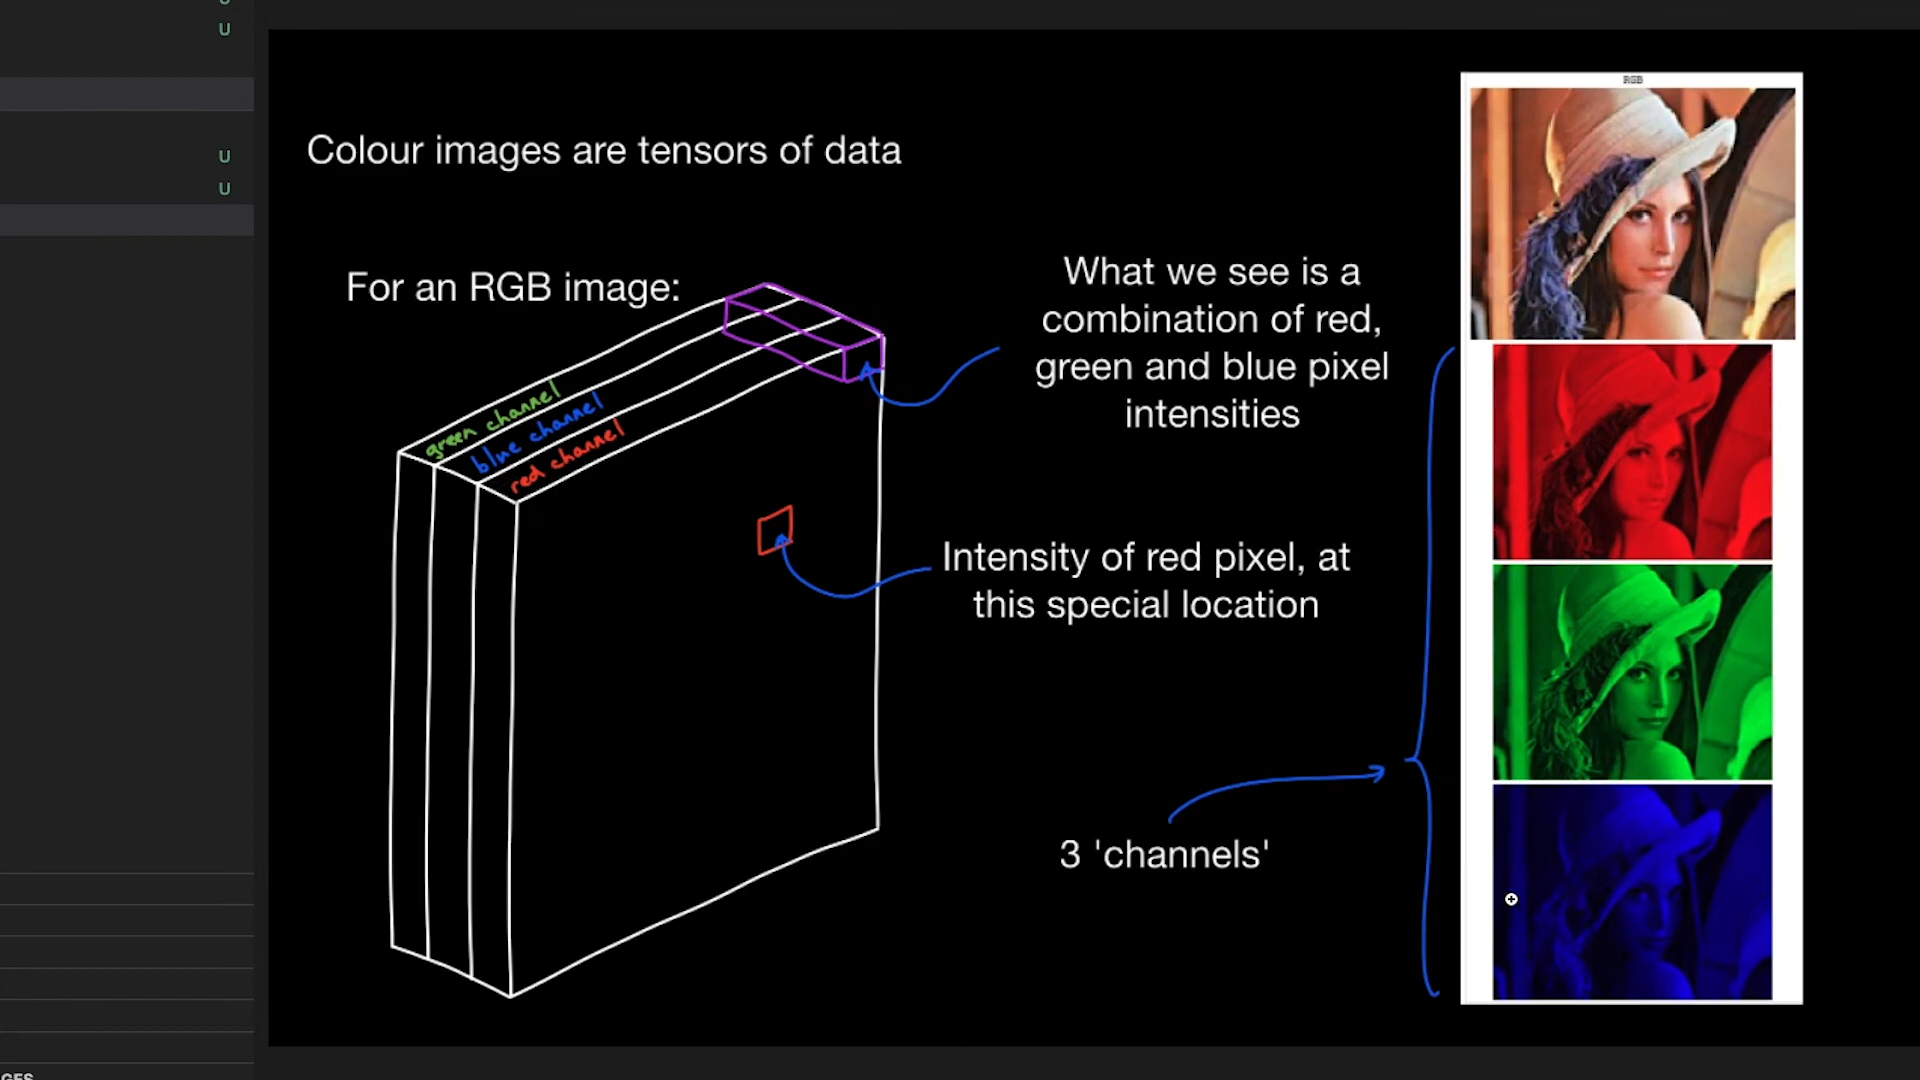 U
U
U
U
RGB
Colour images are tensors of data
For an RGB image:
What we see is a
combination of red,
green and blue pixel
intensities
green channel
blue channel
red channel
Intensity of red pixel, at
this special location
3 'channels'